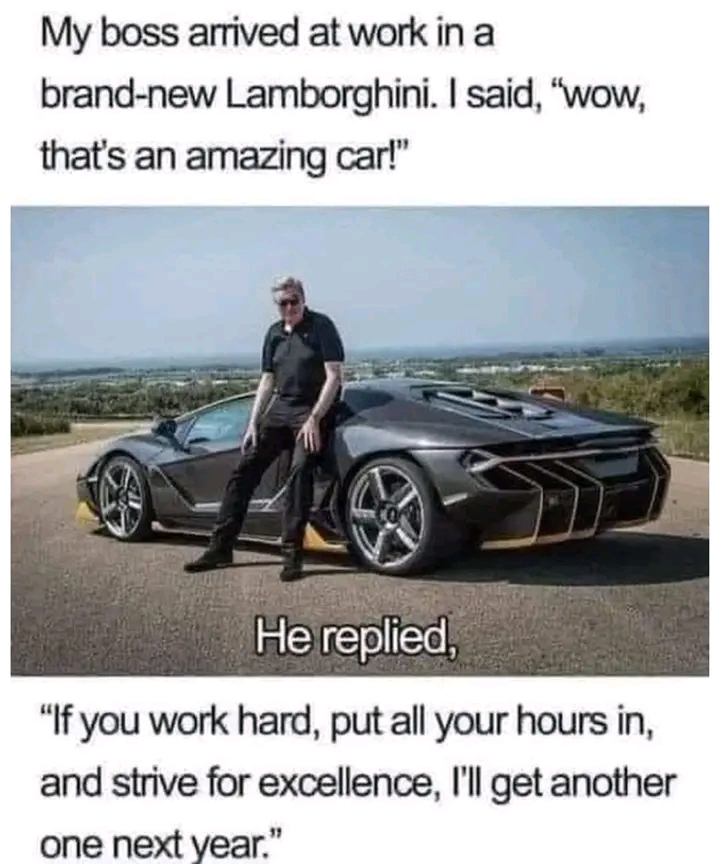 My boss arrived at work in a
brand-new Lamborghini. I said, “wow,
that's an amazing car!”
He replied,
“If you work hard, put all your hours in,
and strive for excellence, I'll get another
one next year.”